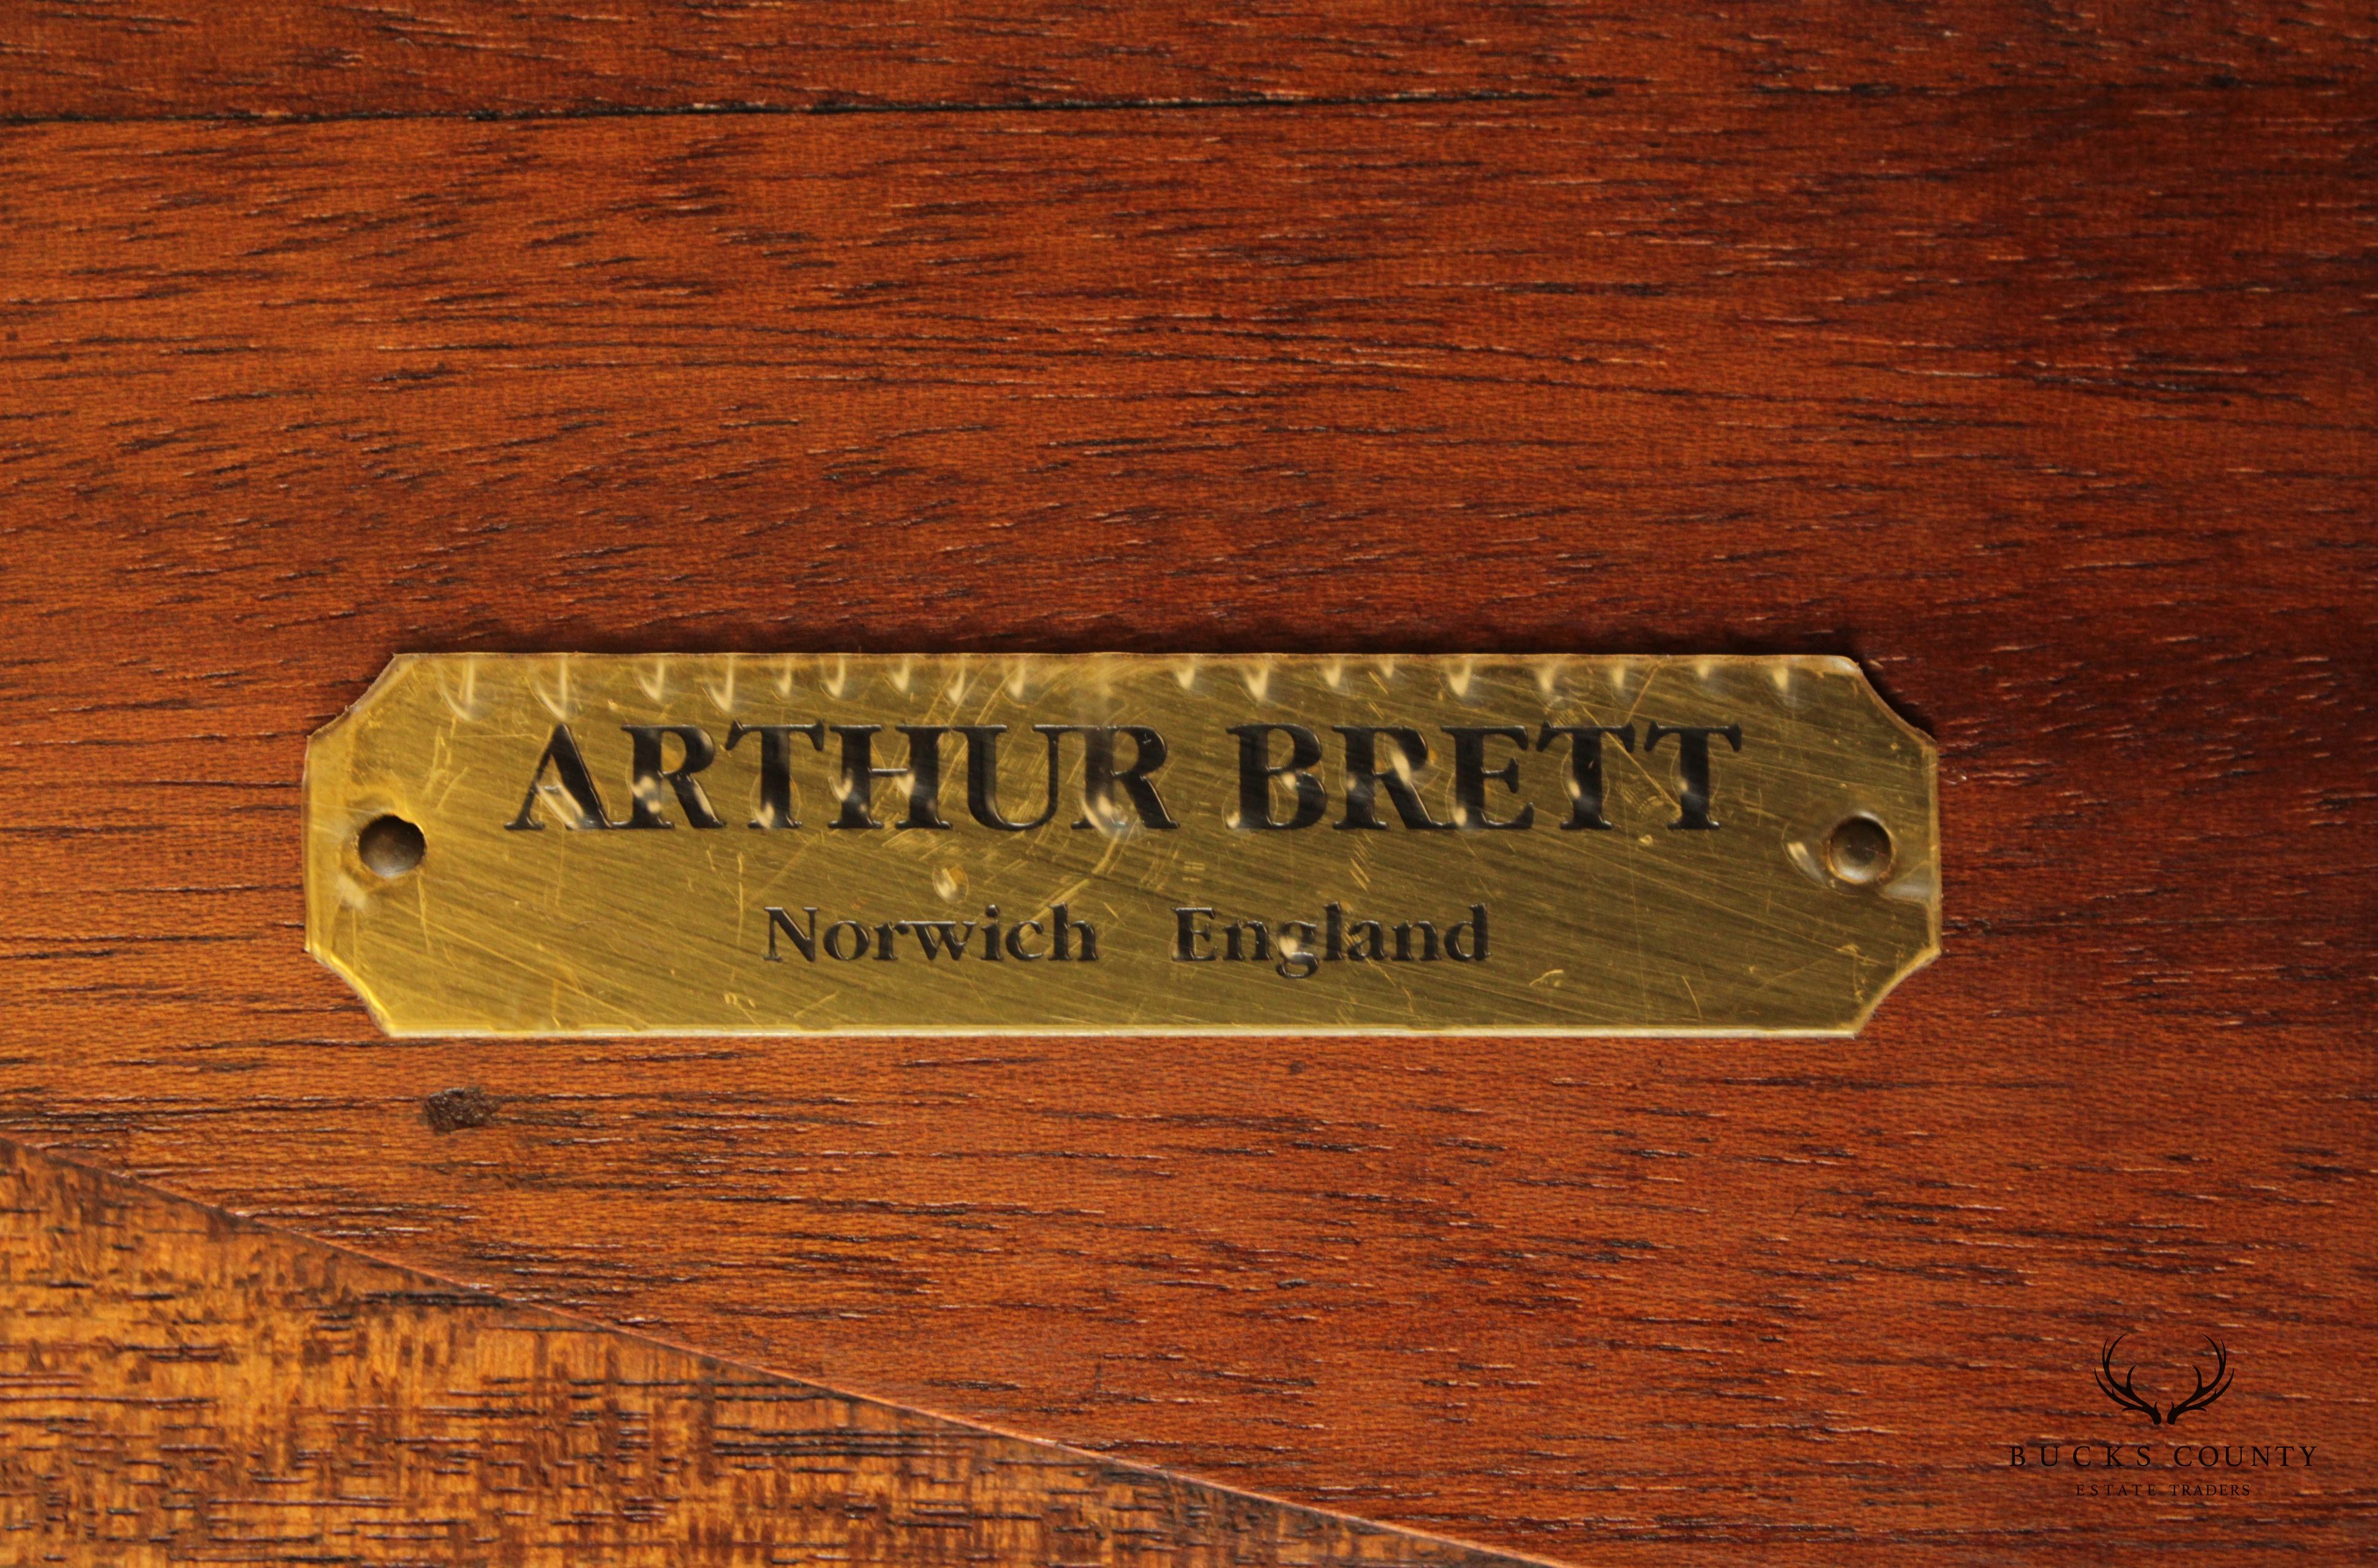 ARTHUR BRETT
Norwich England
BUCKS COUNTY
ESTATE TRADERS